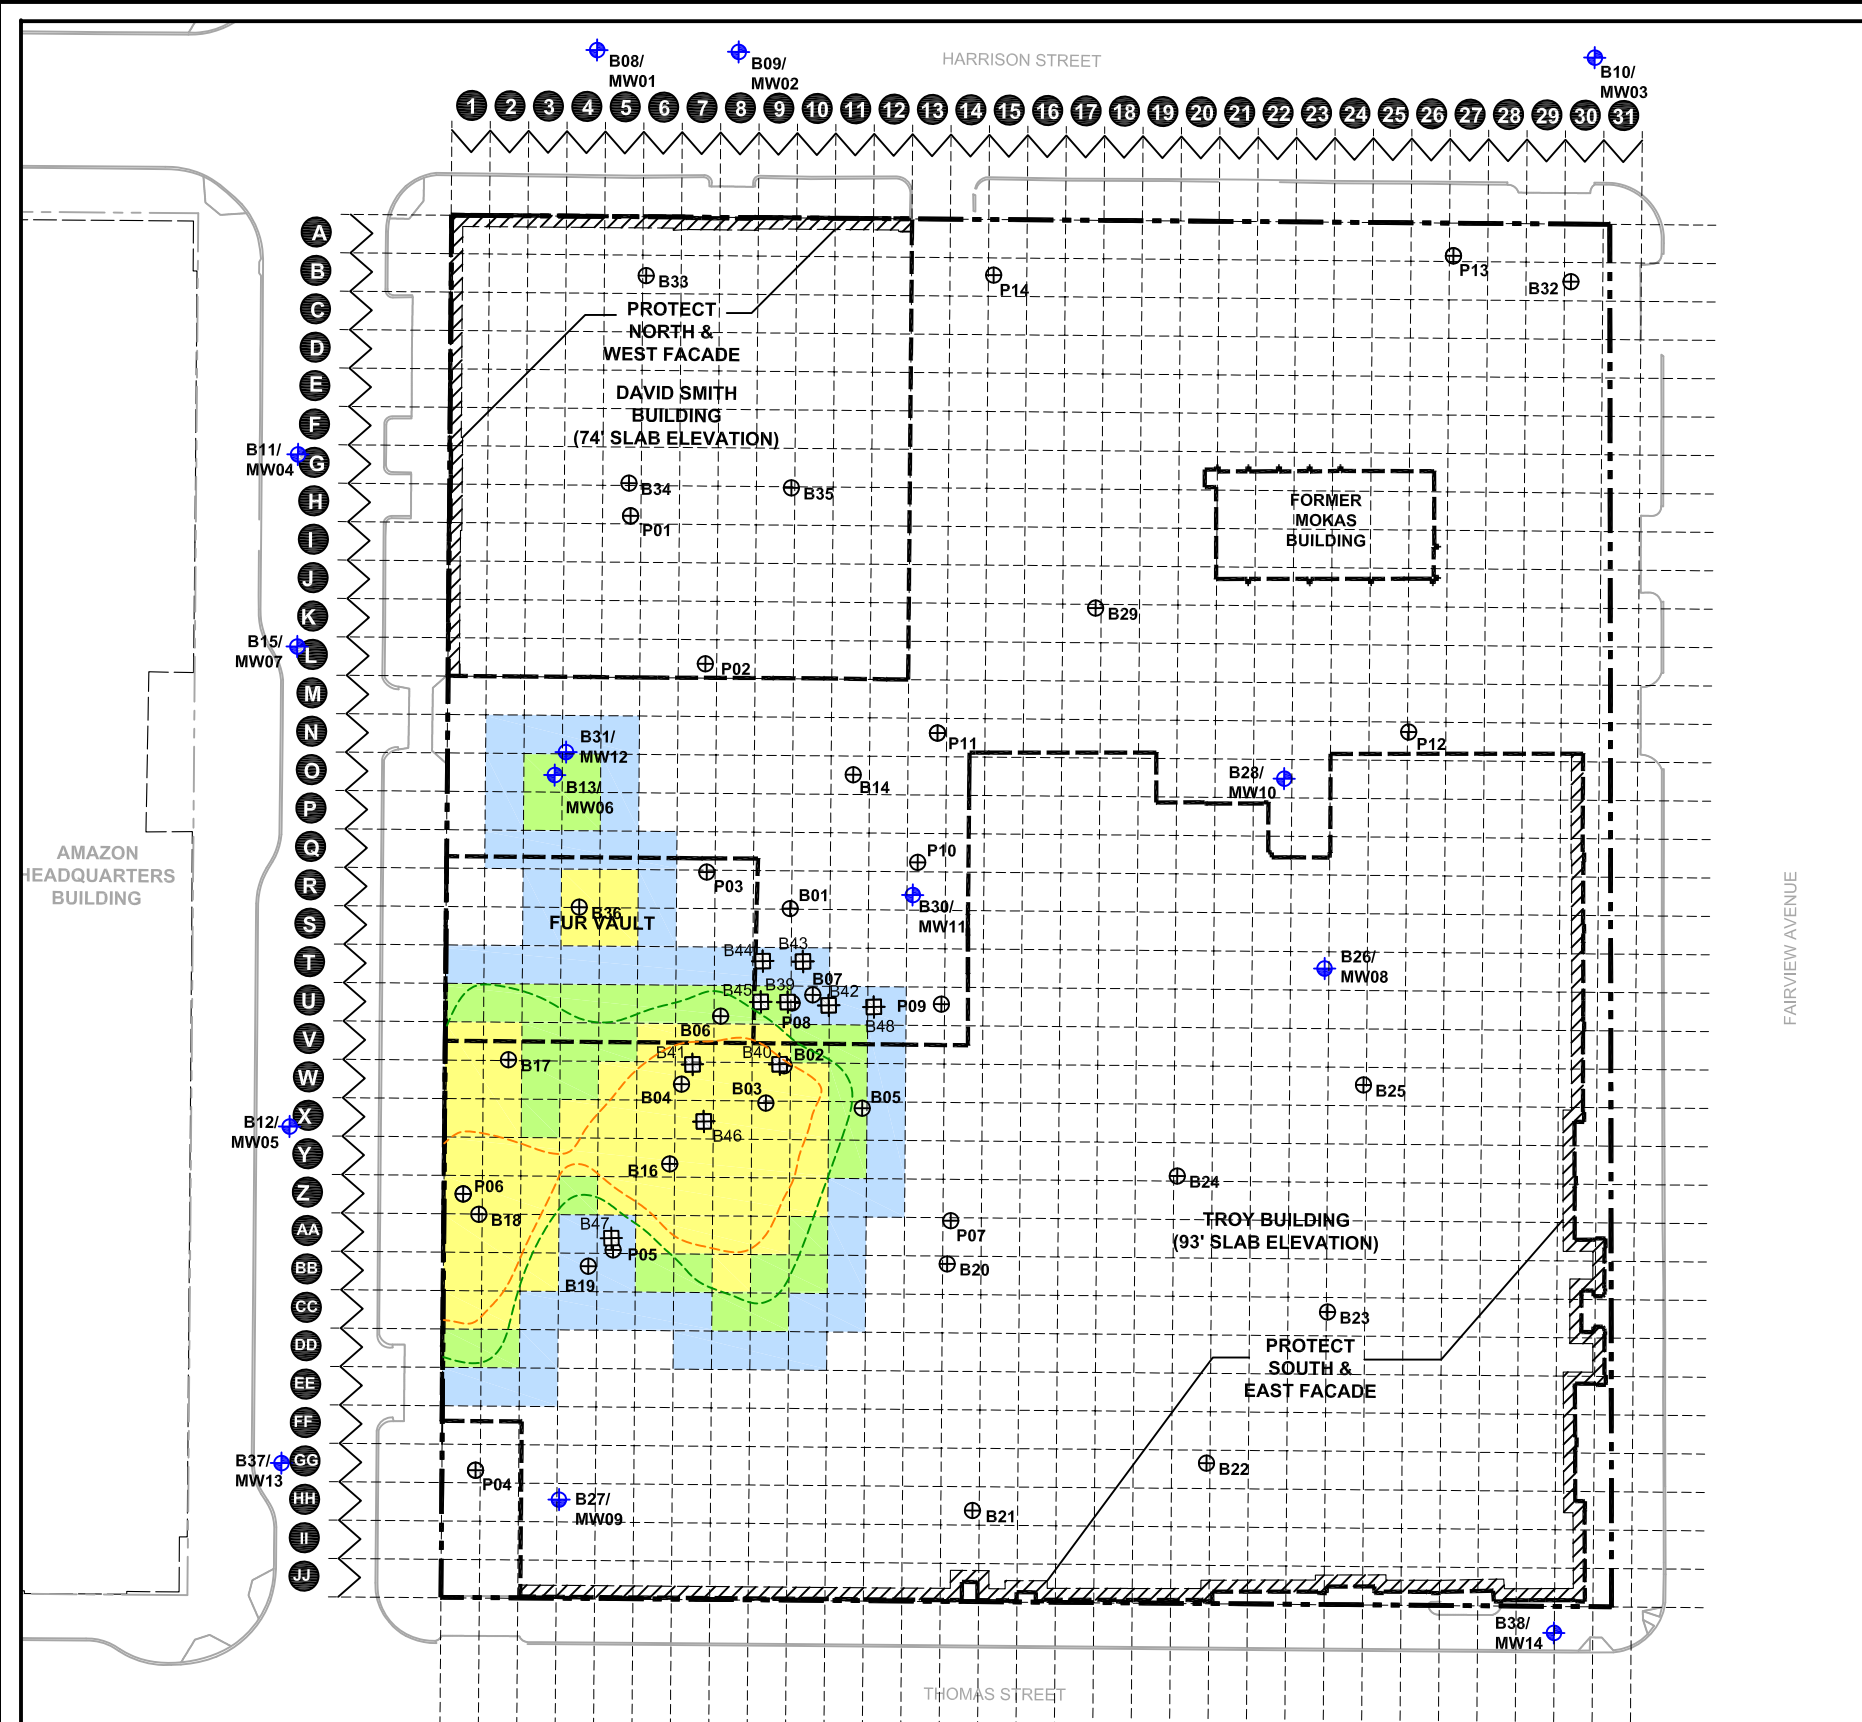 HARRISON STREET
B08/
MW01
B09/
MW02
B10/
MW03
1 2 3 4 5 6 7 8 9 10 11 12 13 14 15 16 17 18 19 20 21 22 23 24 25 26 27 28 29 30 31
A
B
C
D
E
F
G
H
I
J
K
L
M
N
O
P
Q
R
S
T
U
V
W
X
Y
Z
AA
BB
CC
DD
EE
FF
GG
HH
II
JJ
B33
P14
P13
B32
PROTECT
NORTH &
WEST FACADE
DAVID SMITH
BUILDING
(74' SLAB ELEVATION)
B11/
MW04
B34
B35
P01
FORMER
MOKAS
BUILDING
B29
B15/
MW07
P02
B31/
MW12
P11
P12
B13/
MW06
B14
B28/
MW10
AMAZON
HEADQUARTERS
BUILDING
P10
P03
B01
B30/
MW11
B36
FUR VAULT
FAIRVIEW AVENUE
B44
B43
B26/
MW08
B07
B45
B39
B42
P09
B06
P08
B48
B17
B41
B40
B02
B04
B03
B05
B25
B12/
MW05
B46
B16
B24
P06
B18
B47
P05
B19
P07
B20
TROY BUILDING
(93' SLAB ELEVATION)
B23
PROTECT
SOUTH &
EAST FACADE
B37/
MW13
P04
B27/
MW09
B22
B21
B38/
MW14
THOMAS STREET